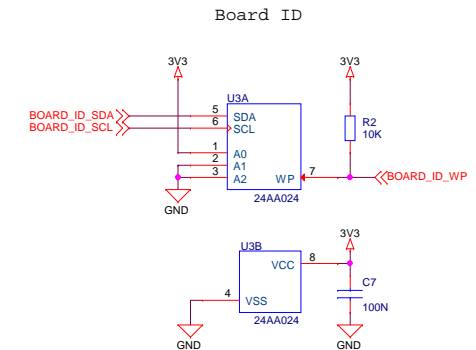 Board ID
3V3
3V3
U3A
BOARD_ID_SDA
5
SDA
BOARD_ID_SCL
6
SCL
R2
10K
1
A0
2
A1
3
A2
WP
7
BOARD_ID_WP
GND
24AA024
3V3
U3B
VCC
8
C7
4
VSS
100N
24AA024
GND
GND